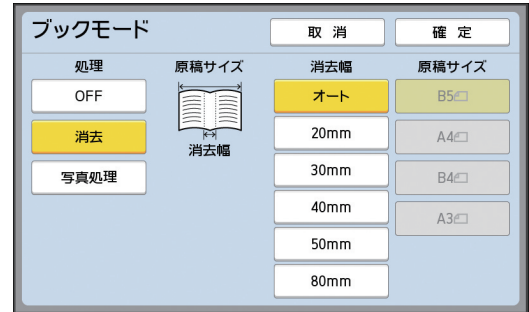 ブックモード
取 消
確 定
処理
原稿サイズ
消去幅
原稿サイズ
OFF
消去
写真処理
消去幅
オート
20mm
30mm
40mm
50mm
80mm
B5
A4
B4
A3